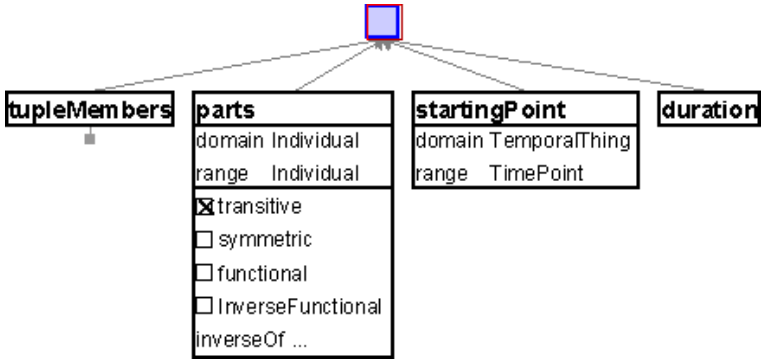 tupleMembers
parts
domain Individual
range Individual
transitive
symmetric
functional
InverseFunctional
inverseOf ...
startingPoint
domain TemporalThing
range TimePoint
duration